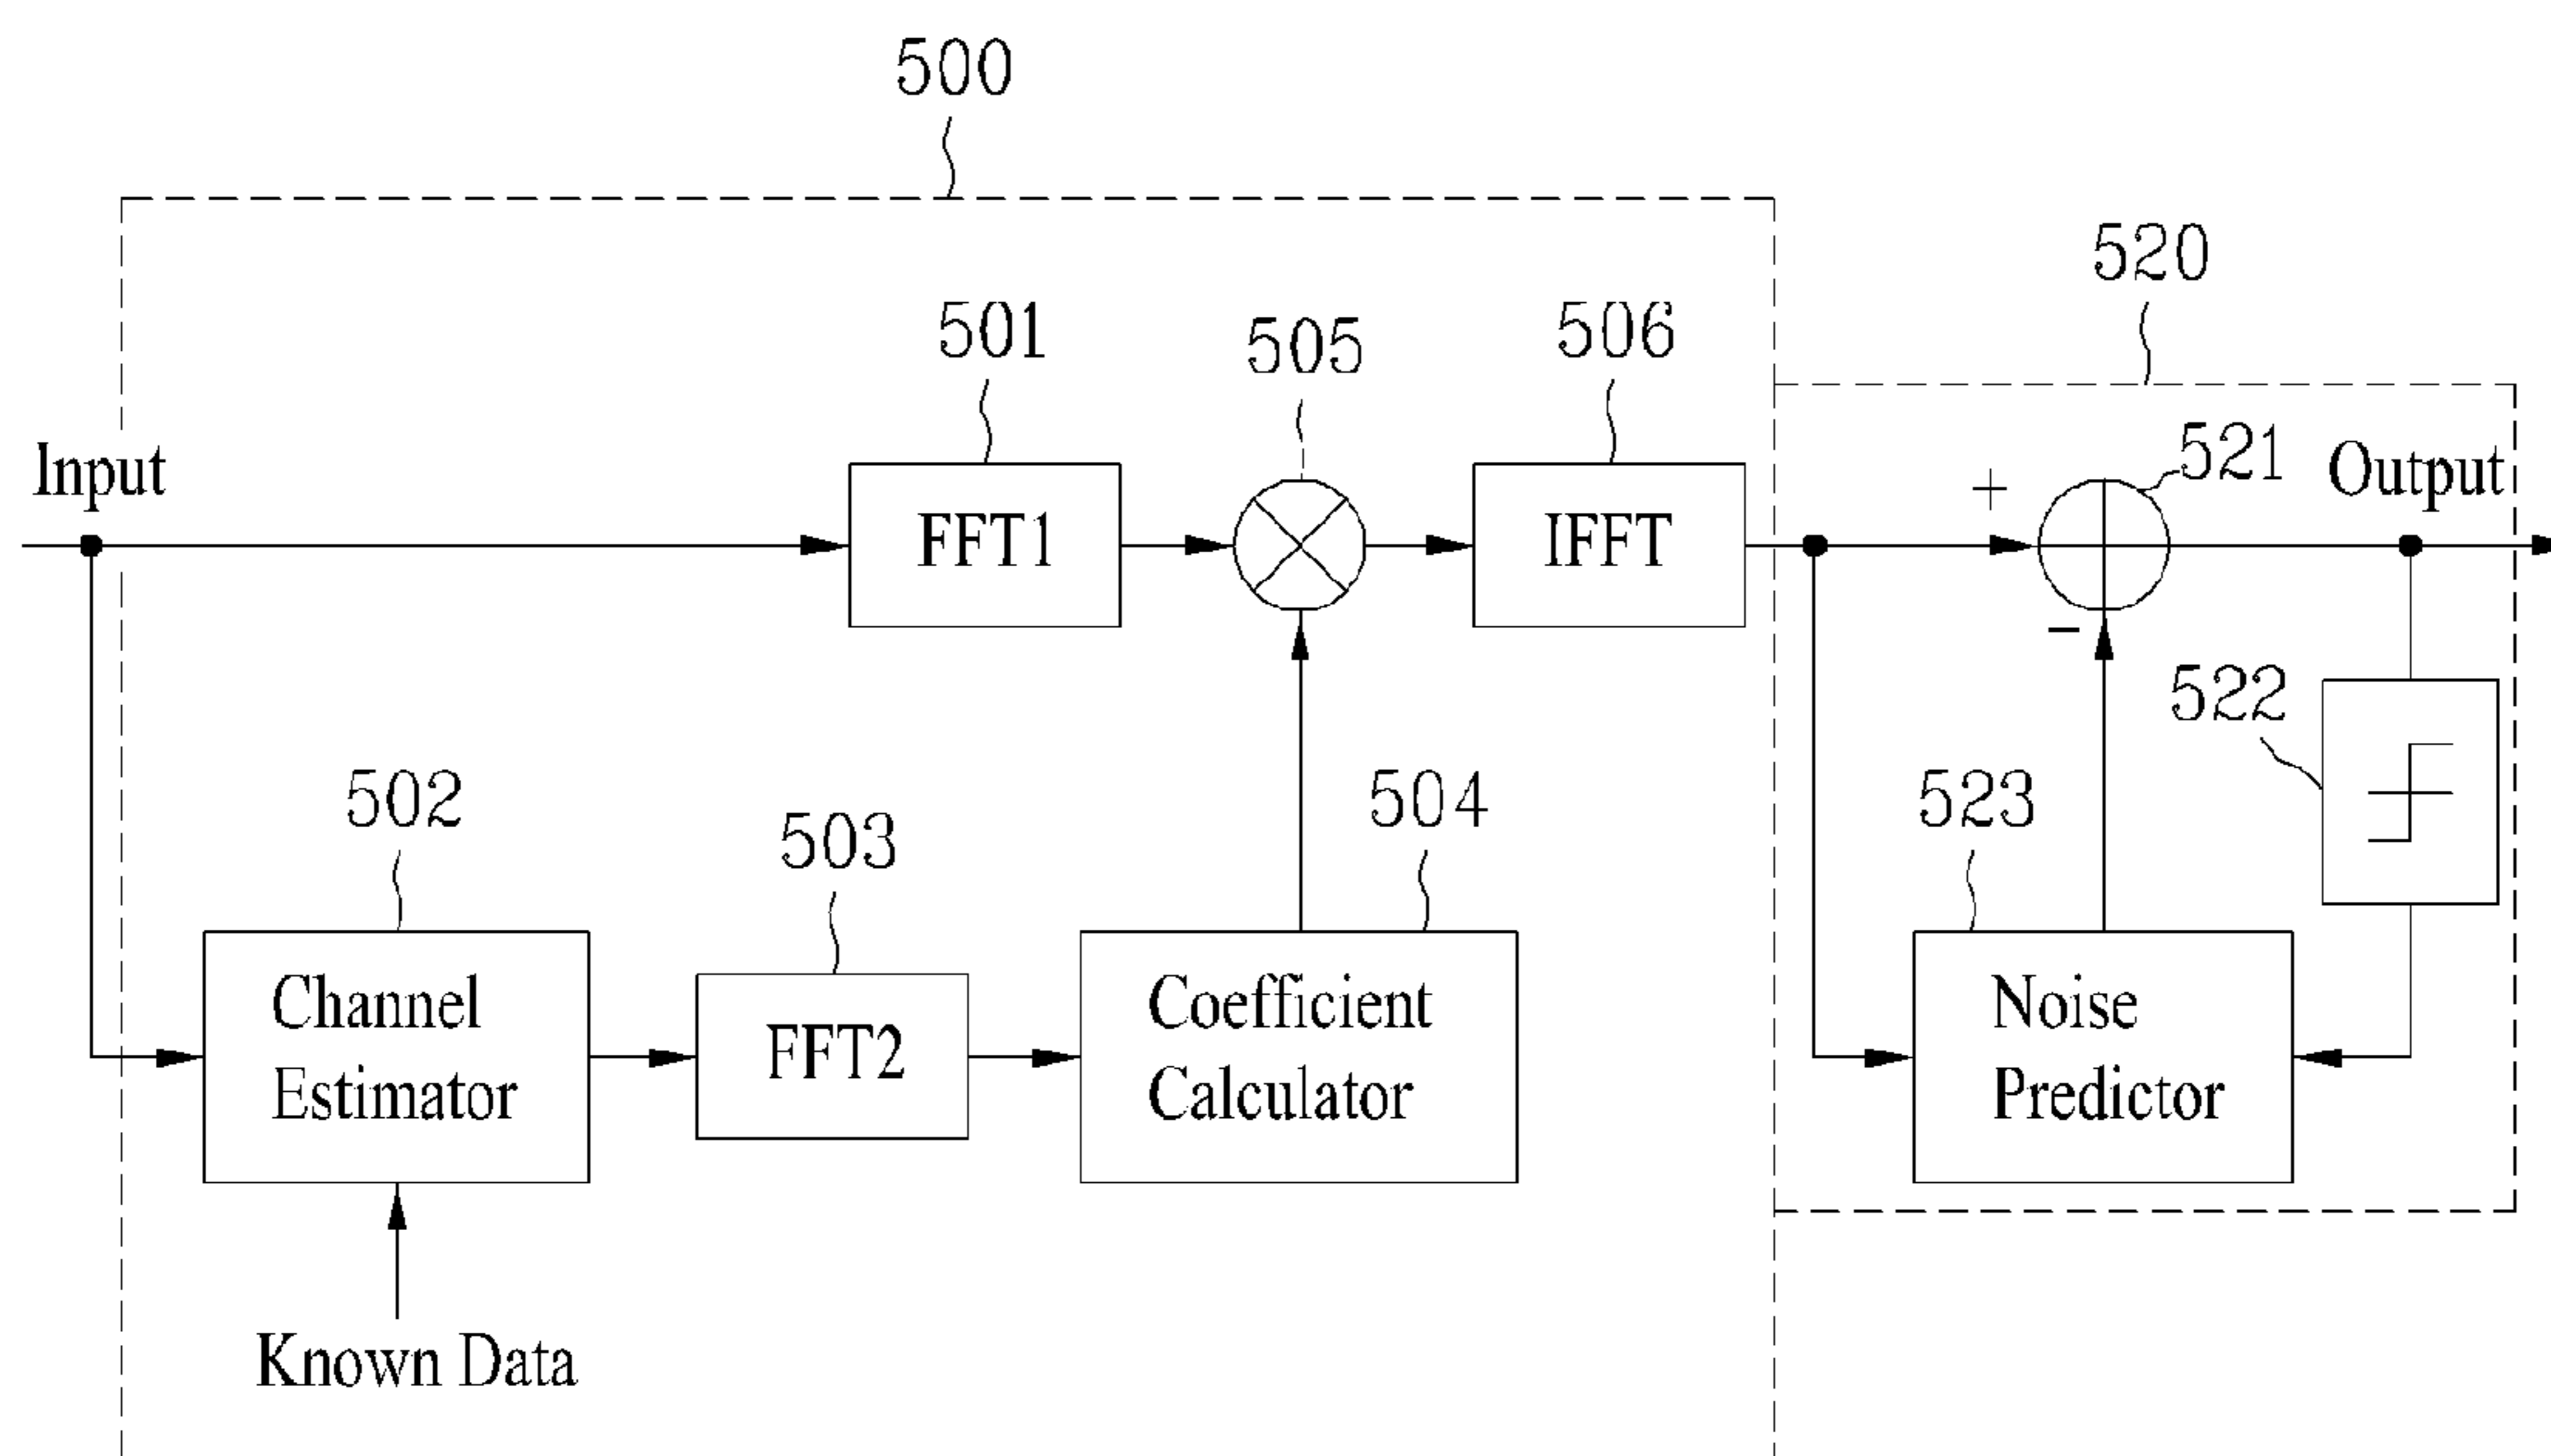 500
520
501
505
506
521
Input
Output
FFT1
IFFT
+
−
522
502
503
504
523
Channel
Estimator
FFT2
Coefficient
Calculator
Noise
Predictor
Known Data